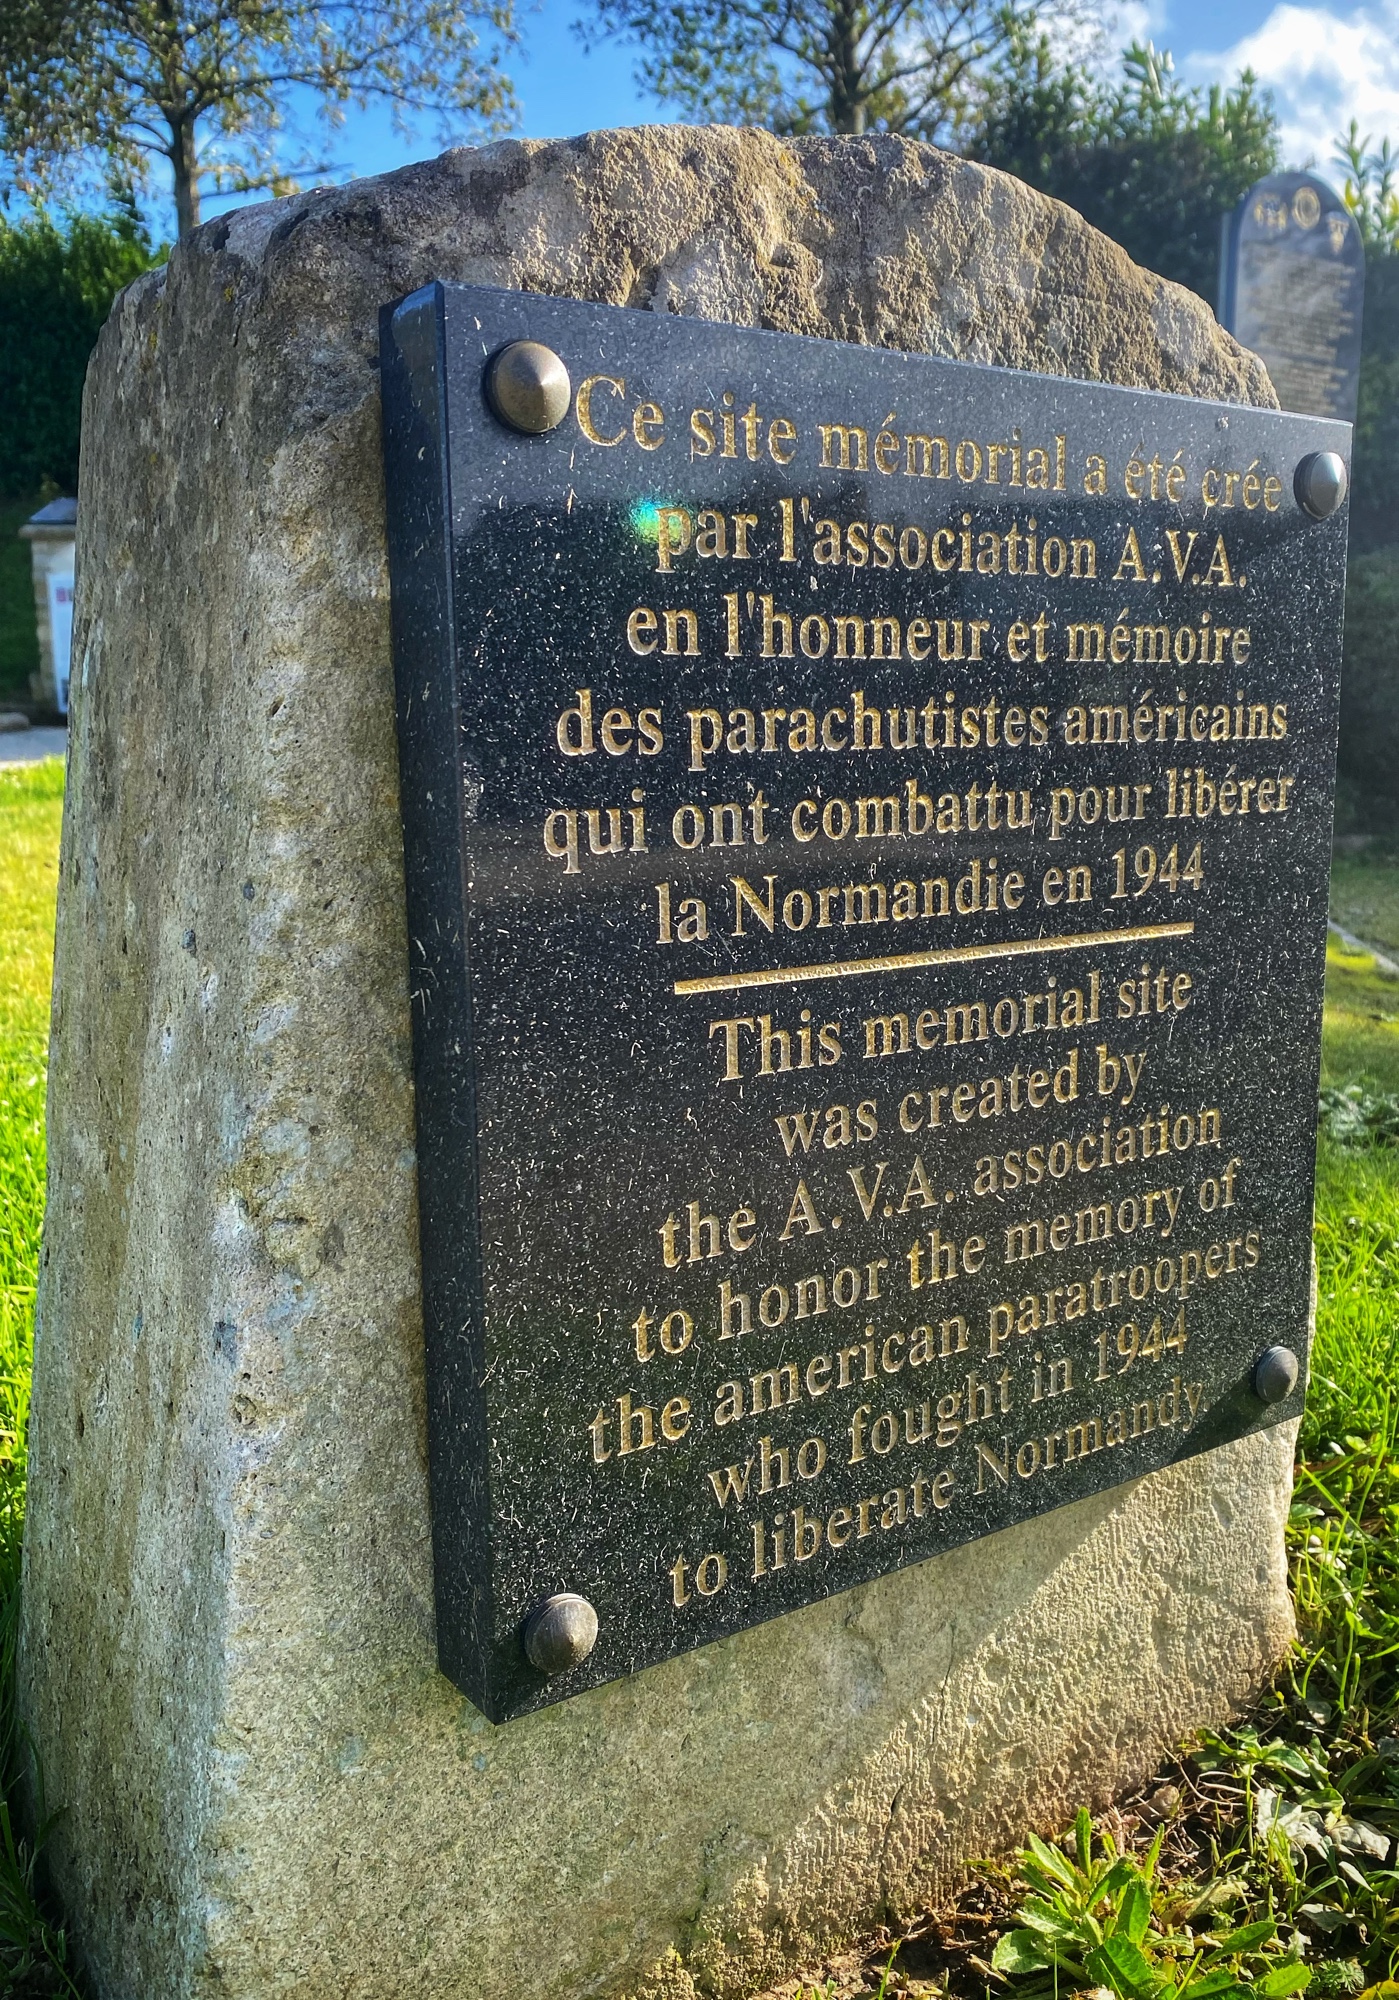 Ce site mémorial a été crée
par l'association A.V.A.
en l'honneur et mémoire
des parachutistes américains
qui ont combattu pour libérer
la Normandie en 1944
This memorial site
was created by
the A.V.A. association
to honor the memory of
the american paratroopers
who fought in 1944
to liberate Normandy